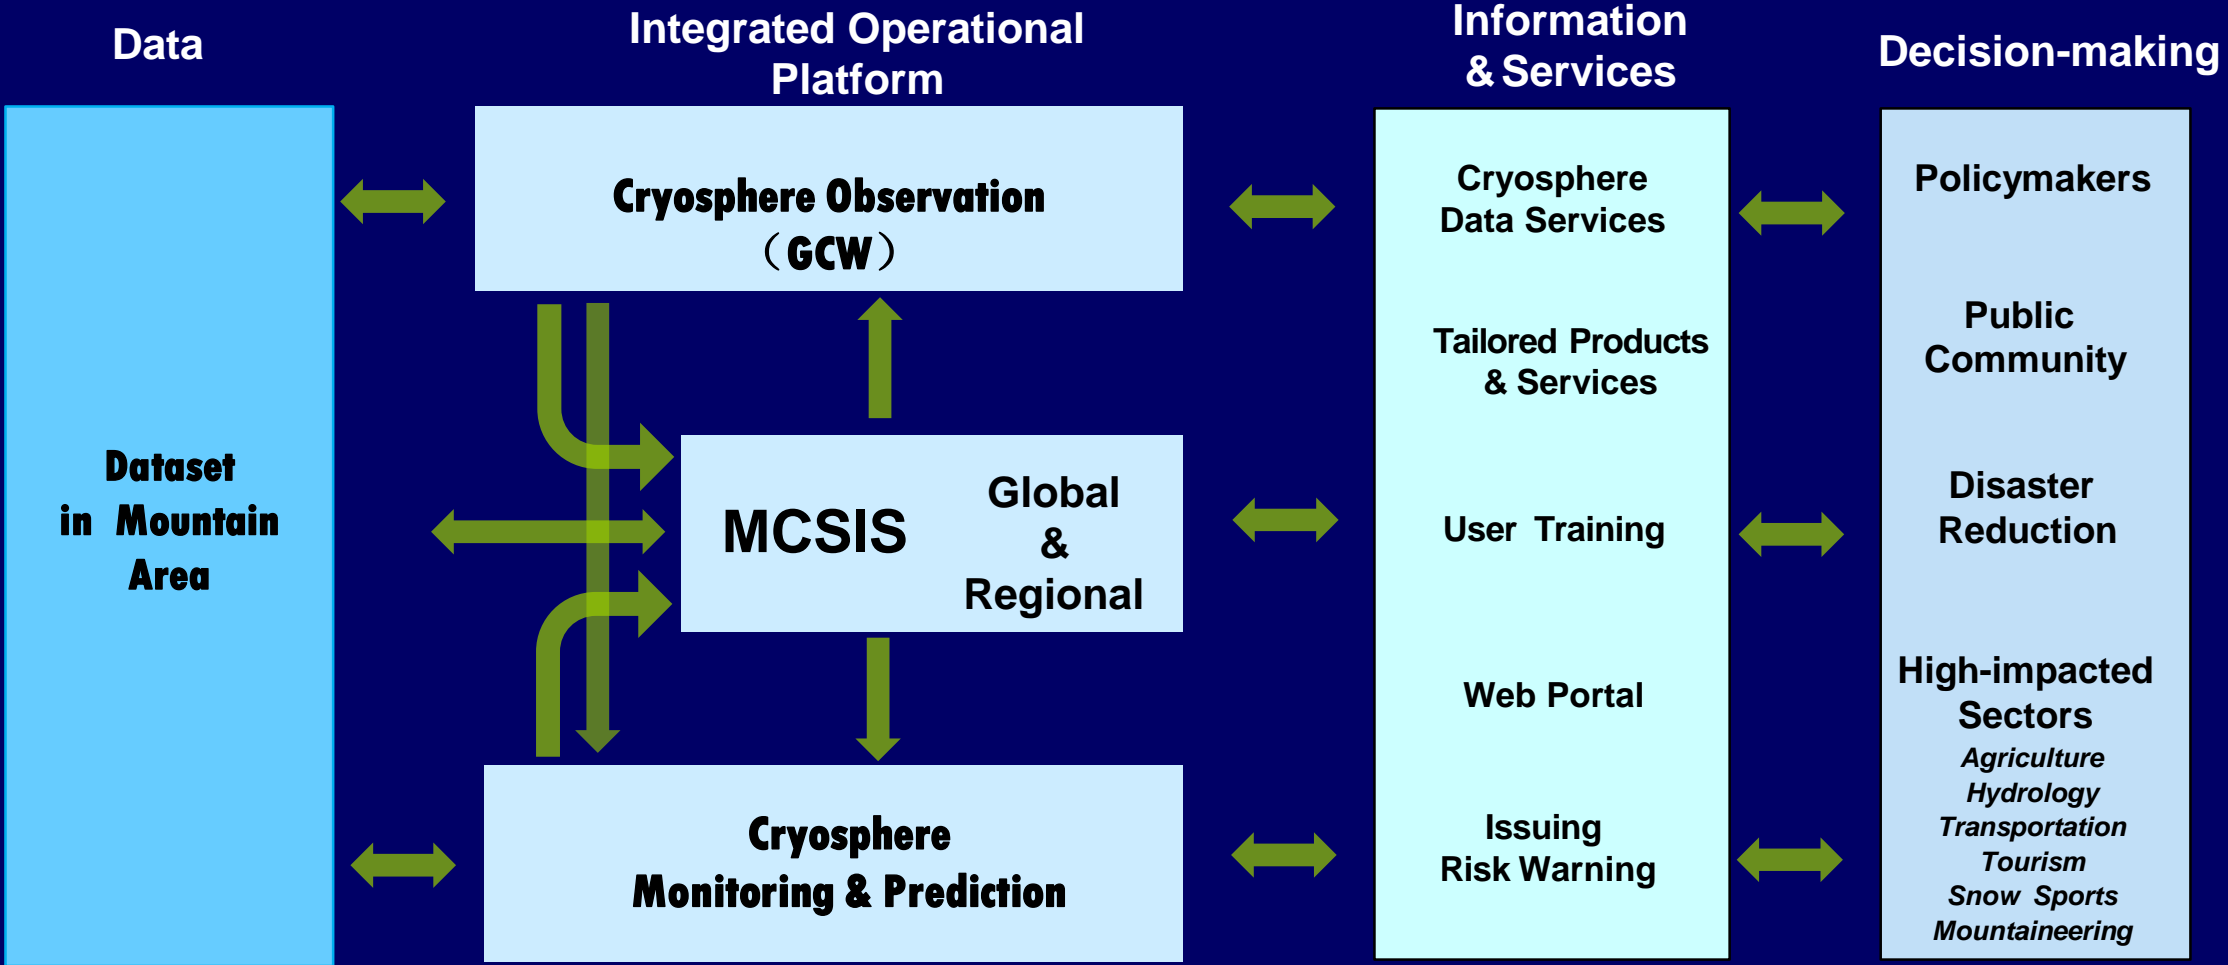 Data
Integrated Operational
Platform
Information
& Services
Decision-making
Dataset
in Mountain
Area
Cryosphere Observation
（GCW）
MCSIS
Global
&
Regional
Cryosphere
Monitoring & Prediction
Cryosphere
Data Services
Tailored Products
& Services
User Training
Web Portal
Issuing
Risk Warning
Policymakers
Public
Community
Disaster
Reduction
High-impacted
Sectors
Agriculture
Hydrology
Transportation
Tourism
Snow Sports
Mountaineering